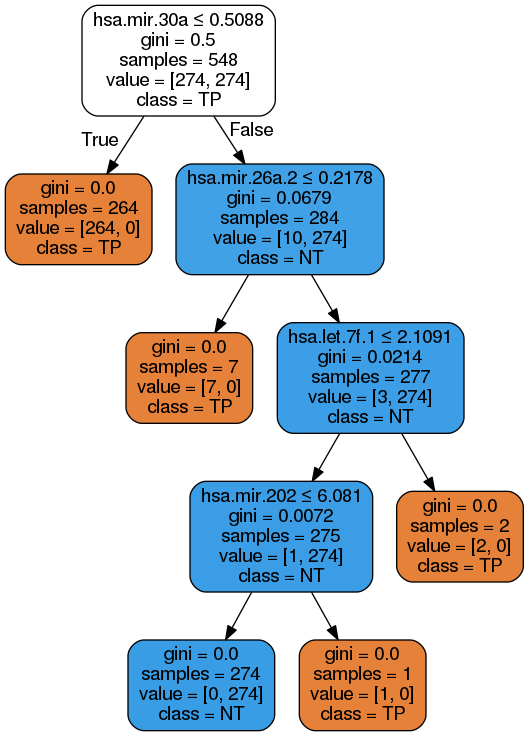 hsa.mir.30a ≤ 0.5088
gini = 0.5
samples = 548
value = [274, 274]
class = TP
True
False
gini = 0.0
samples = 264
value = [264, 0]
class = TP
hsa.mir.26a.2 ≤ 0.2178
gini = 0.0679
samples = 284
value = [10, 274]
class = NT
gini = 0.0
samples = 7
value = [7, 0]
class = TP
hsa.let.7f.1 ≤ 2.1091
gini = 0.0214
samples = 277
value = [3, 274]
class = NT
hsa.mir.202 ≤ 6.081
gini = 0.0072
samples = 275
value = [1, 274]
class = NT
gini = 0.0
samples = 2
value = [2, 0]
class = TP
gini = 0.0
samples = 274
value = [0, 274]
class = NT
gini = 0.0
samples = 1
value = [1, 0]
class = TP